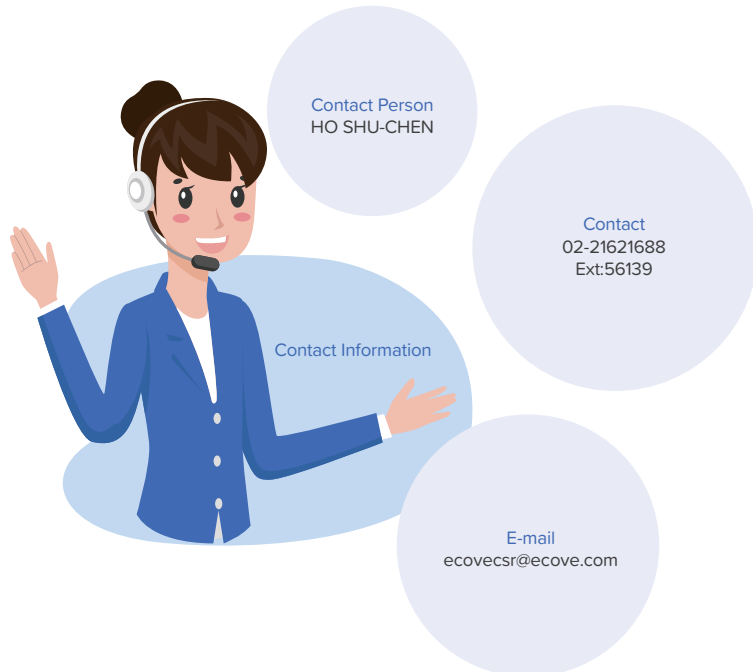 Contact Person
HO SHU-CHEN
Contact
02-21621688
Ext:56139
Contact Information
E-mail
ecovecsr@ecove.com